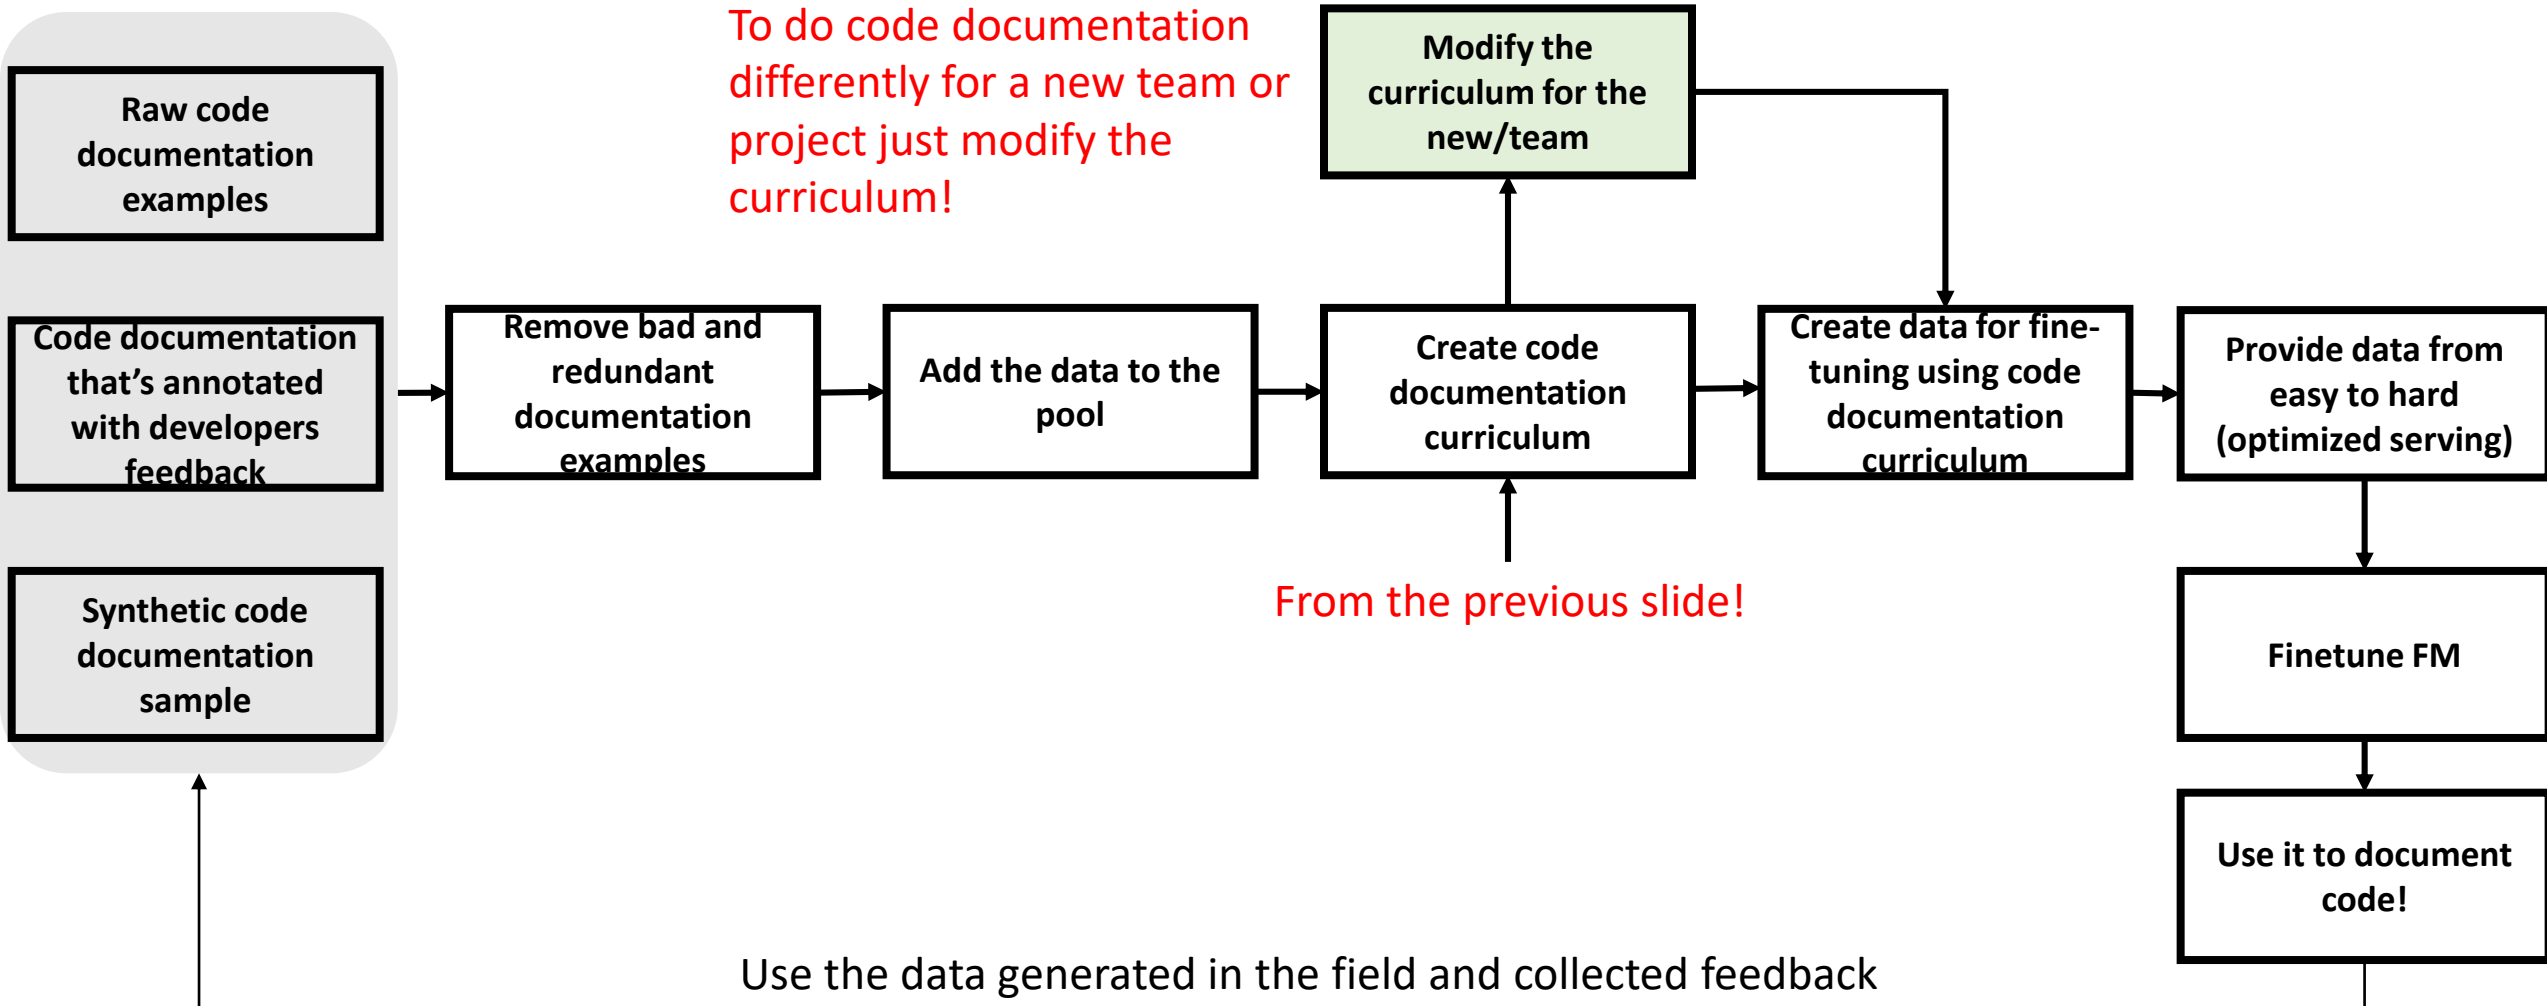 To do code documentation
differently for a new team or
project just modify the
curriculum!
Modify the
curriculum for the
new/team
Raw code
documentation
examples
Code documentation
that’s annotated
with developers
feedback
Synthetic code
documentation
sample
Remove bad and
redundant
documentation
examples
Add the data to the
pool
Create code
documentation
curriculum
Create data for fine-
tuning using code
documentation
curriculum
Provide data from
easy to hard
(optimized serving)
From the previous slide!
Finetune FM
Use it to document
code!
Use the data generated in the field and collected feedback